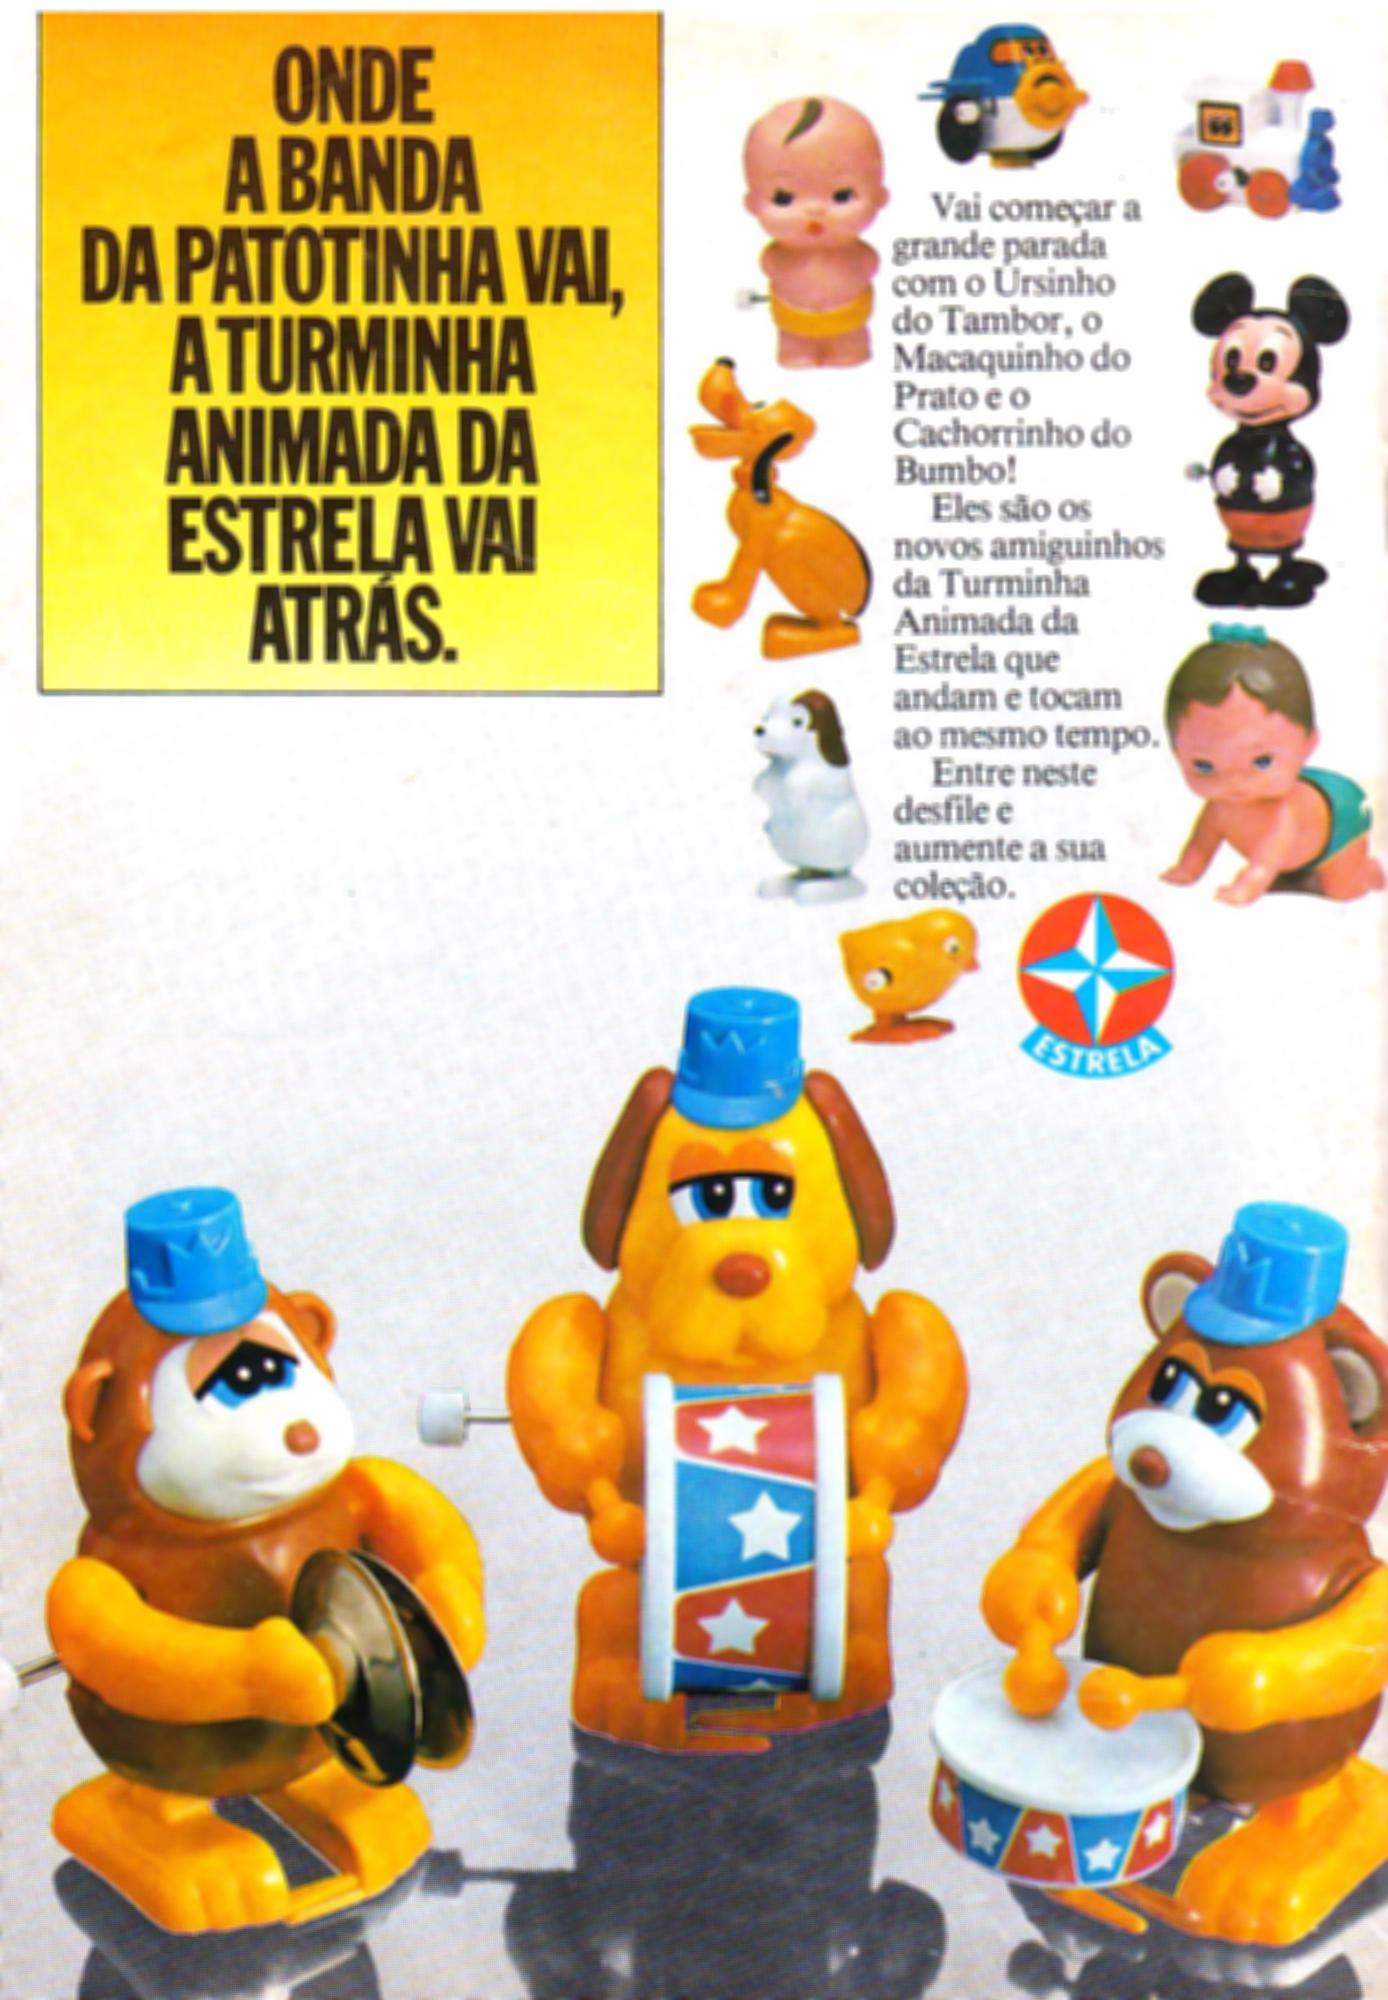 ONDE
A BANDA
DA PATOTINHA VAI,
A TURMINHA
ANIMADA DA
ESTRELA VAI
ATRÁS.
Vai começar a
grande parada
com o Ursinho
do Tambor, o
Macaquinho do
Prato e o
Cachorrinho do
Bumbo!
Eles são os
novos amiguinhos
da Turminha
Animada da
Estrela que
andam e tocam
ao mesmo tempo.
Entre neste
desfile e
aumente a sua
coleção.
ESTRELA